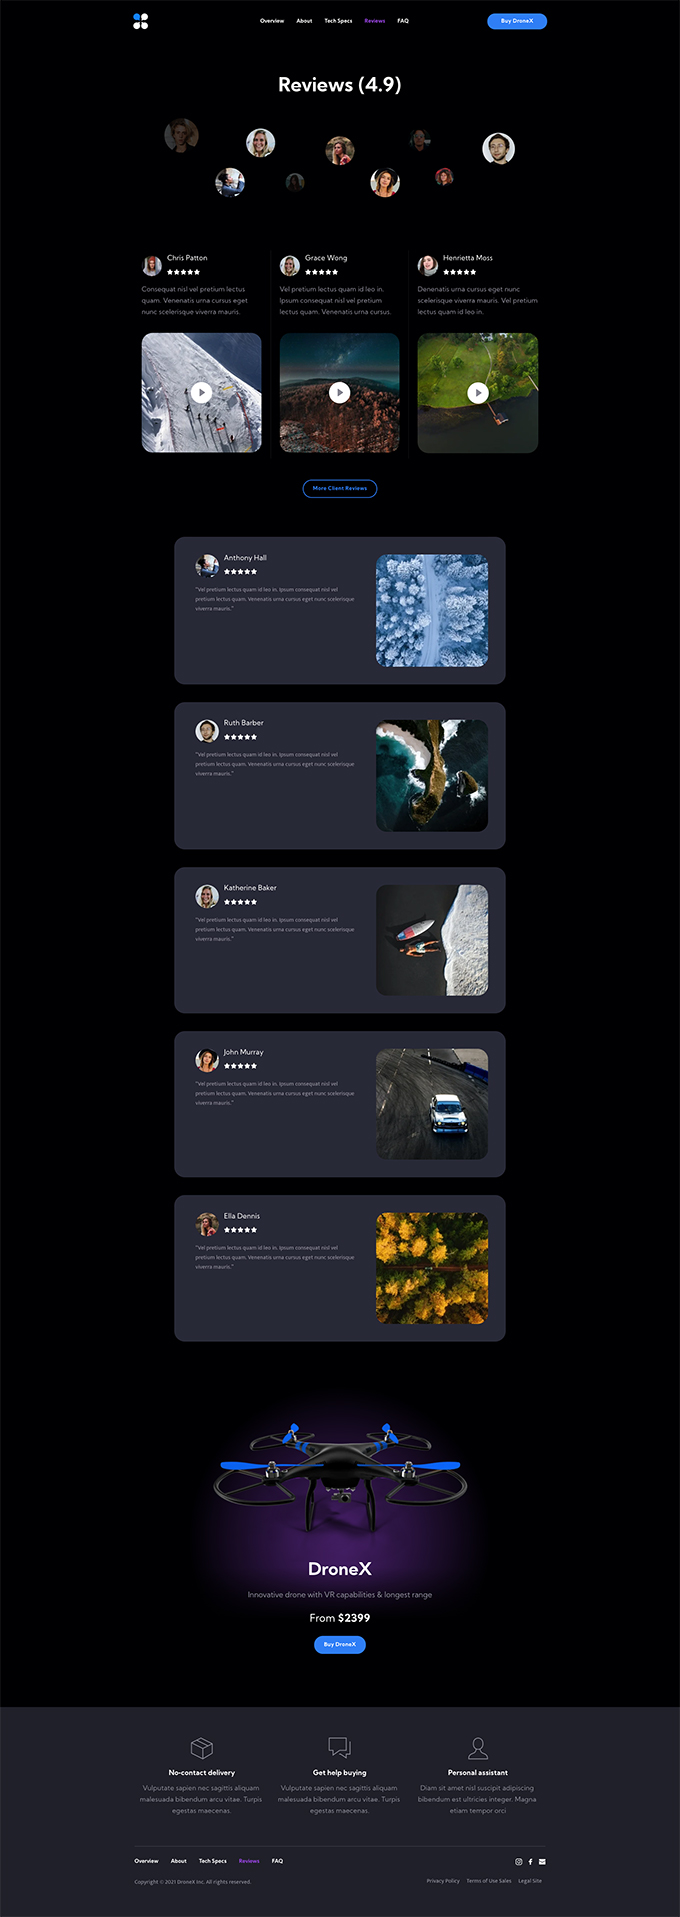 Overview About Tech Specs Reviews FAQ Buy DroneX
Reviews (4.9)
Chris Patton
Consequat nisl vel pretium lectus
quam. Venenatis urna cursus eget
nunc scelerisque viverra mauris.
Grace Wong
Vel pretium lectus quam id leo in.
Ipsum consequat nisl vel pretium
lectus quam. Venenatis urna cursus.
Henrietta Moss
Denenatis urna cursus eget nunc
scelerisque viverra mauris. Vel pretium
lectus quam id leo in.
More Client Reviews
Anthony Hall
"Vel pretium lectus quam id leo in. Ipsum consequat nisl vel
pretium lectus quam. Venenatis urna cursus eget nunc scelerisque
viverra mauris."
Ruth Barber
"Vel pretium lectus quam id leo in. Ipsum consequat nisl vel
pretium lectus quam. Venenatis urna cursus eget nunc scelerisque
viverra mauris."
Katherine Baker
"Vel pretium lectus quam id leo in. Ipsum consequat nisl vel
pretium lectus quam. Venenatis urna cursus eget nunc scelerisque
viverra mauris."
John Murray
"Vel pretium lectus quam id leo in. Ipsum consequat nisl vel
pretium lectus quam. Venenatis urna cursus eget nunc scelerisque
viverra mauris."
Ella Dennis
"Vel pretium lectus quam id leo in. Ipsum consequat nisl vel
pretium lectus quam. Venenatis urna cursus eget nunc scelerisque
viverra mauris."
DroneX
Innovative drone with VR capabilities & longest range
From $2399
Buy DroneX
No-contact delivery
Vulputate sapien nec sagittis aliquam
malesuada bibendum arcu vitae. Turpis
egestas maecenas.
Get help buying
Vulputate sapien nec sagittis aliquam
malesuada bibendum arcu vitae. Turpis
egestas maecenas.
Personal assistant
Diam sit amet nisl suscipit adipiscing
bibendum est ultricies integer. Magna
etiam tempor orci
Overview About Tech Specs Reviews FAQ
Copyright © 2021 DroneX Inc. All rights reserved. Privacy Policy Terms of Use Sales Legal Site